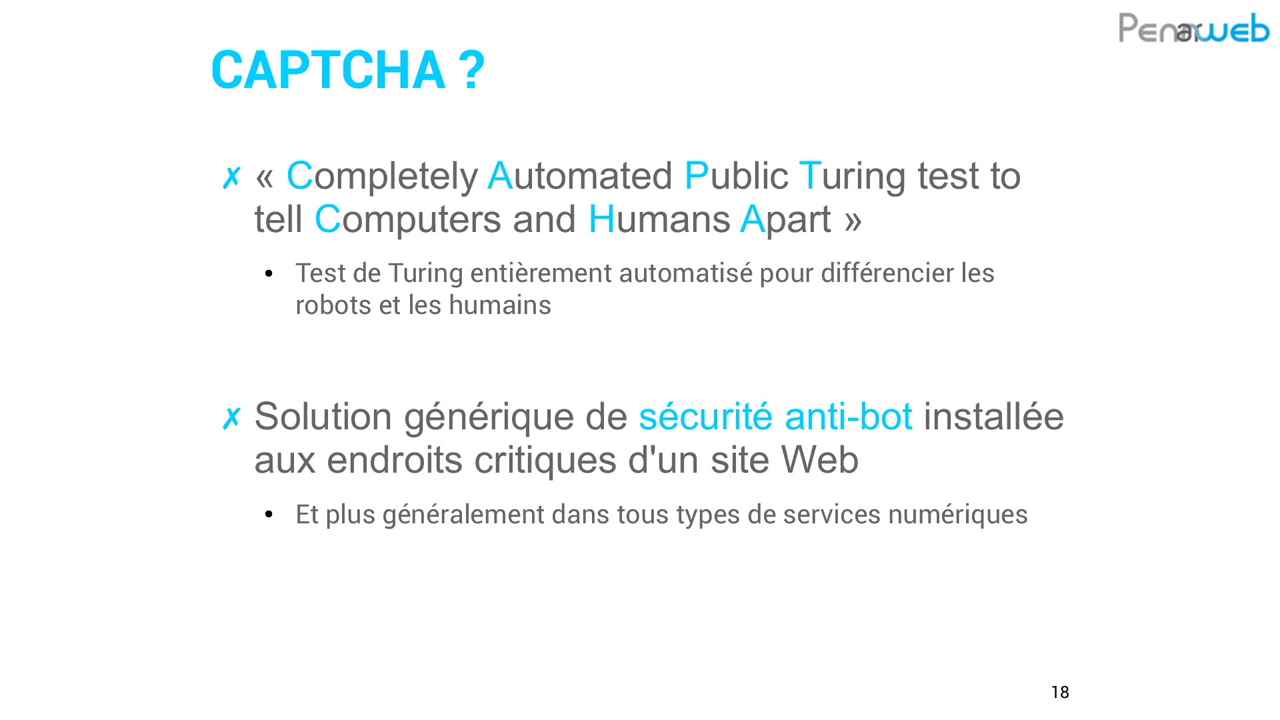 Penarweb
CAPTCHA ?
✗ « Completely Automated Public Turing test to
tell Computers and Humans Apart »
• Test de Turing entièrement automatisé pour différencier les
robots et les humains
✗ Solution générique de sécurité anti-bot installée
aux endroits critiques d'un site Web
• Et plus généralement dans tous types de services numériques
18